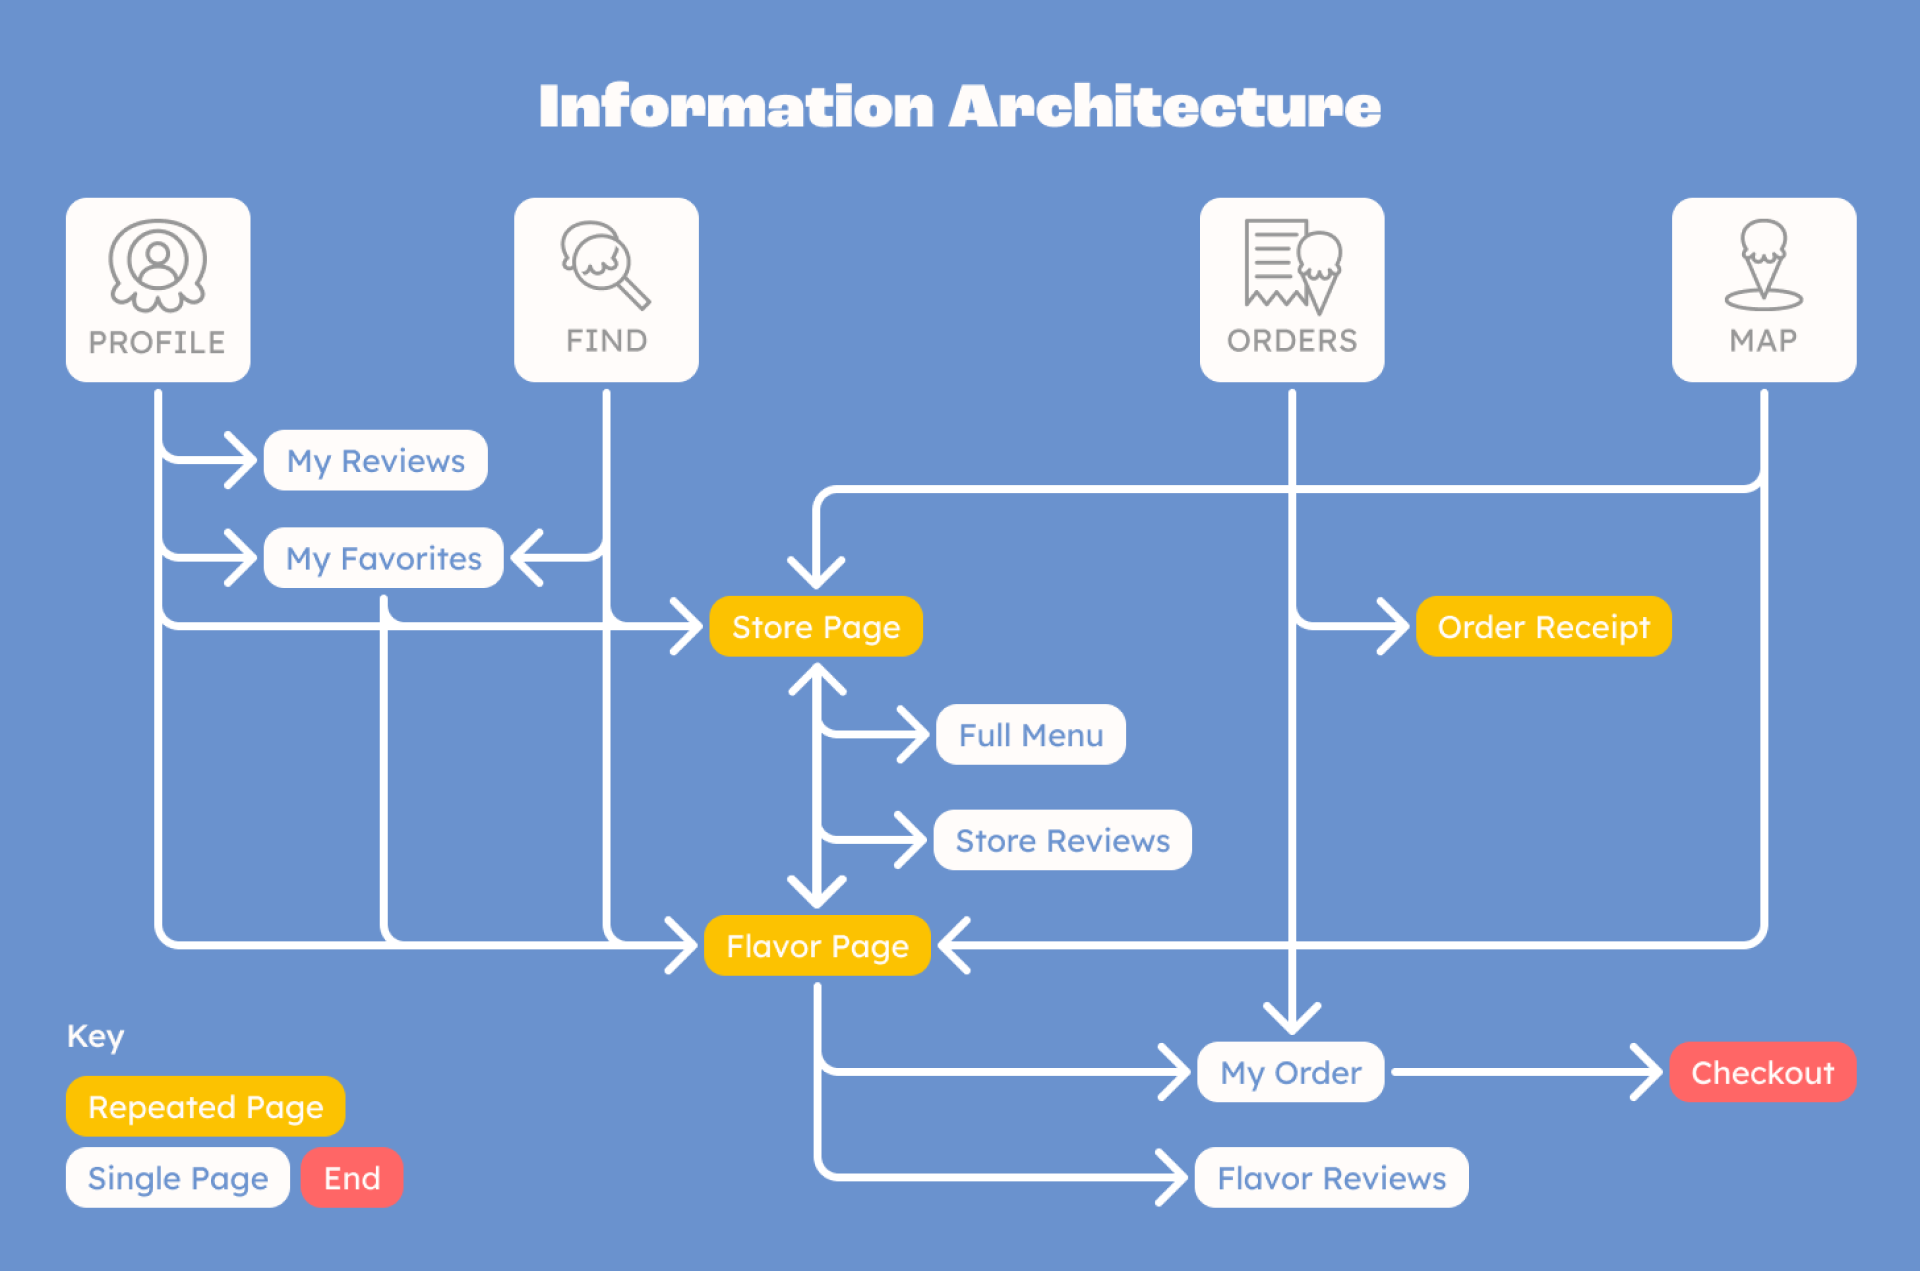 Information Architecture
PROFILE
FIND
ORDERS
MAP
My Reviews
My Favorites
Store Page
Order Receipt
Full Menu
Store Reviews
Flavor Page
Key
My Order
Checkout
Repeated Page
Single Page
End
Flavor Reviews